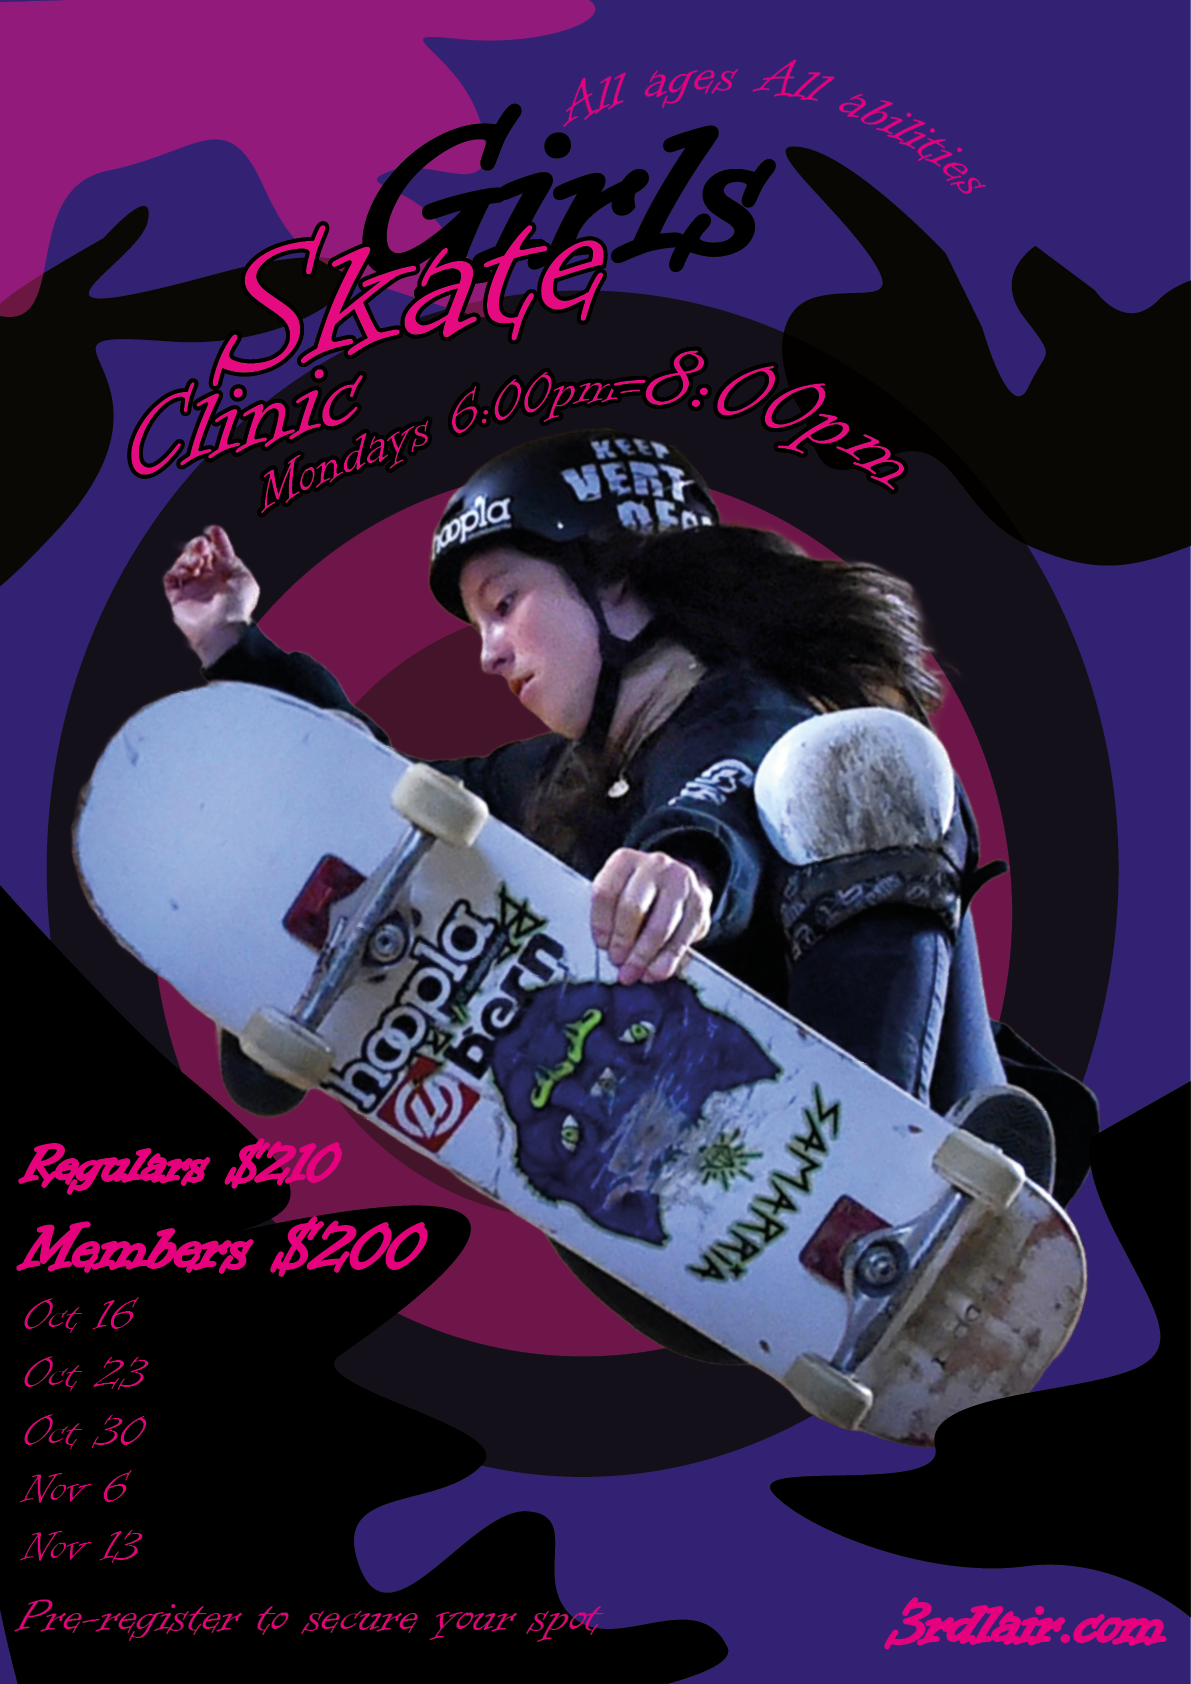 All ages All abilities
Girls
Skate
Clinic
Mondays 6:00pm-8:00pm
KEEP
VERT
hoopla
hoopla
bern
SAMARRIA
Regulars $210
Members $200
Oct 16
Oct 23
Oct 30
Nov 6
Nov 13
Pre-register to secure your spot
3rdlair.com